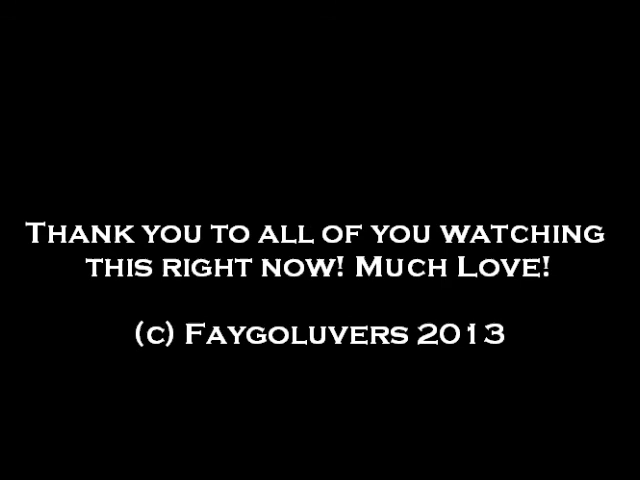 Thank you to all of you watching
this right now! Much Love!
(c) Faygoluvers 2013